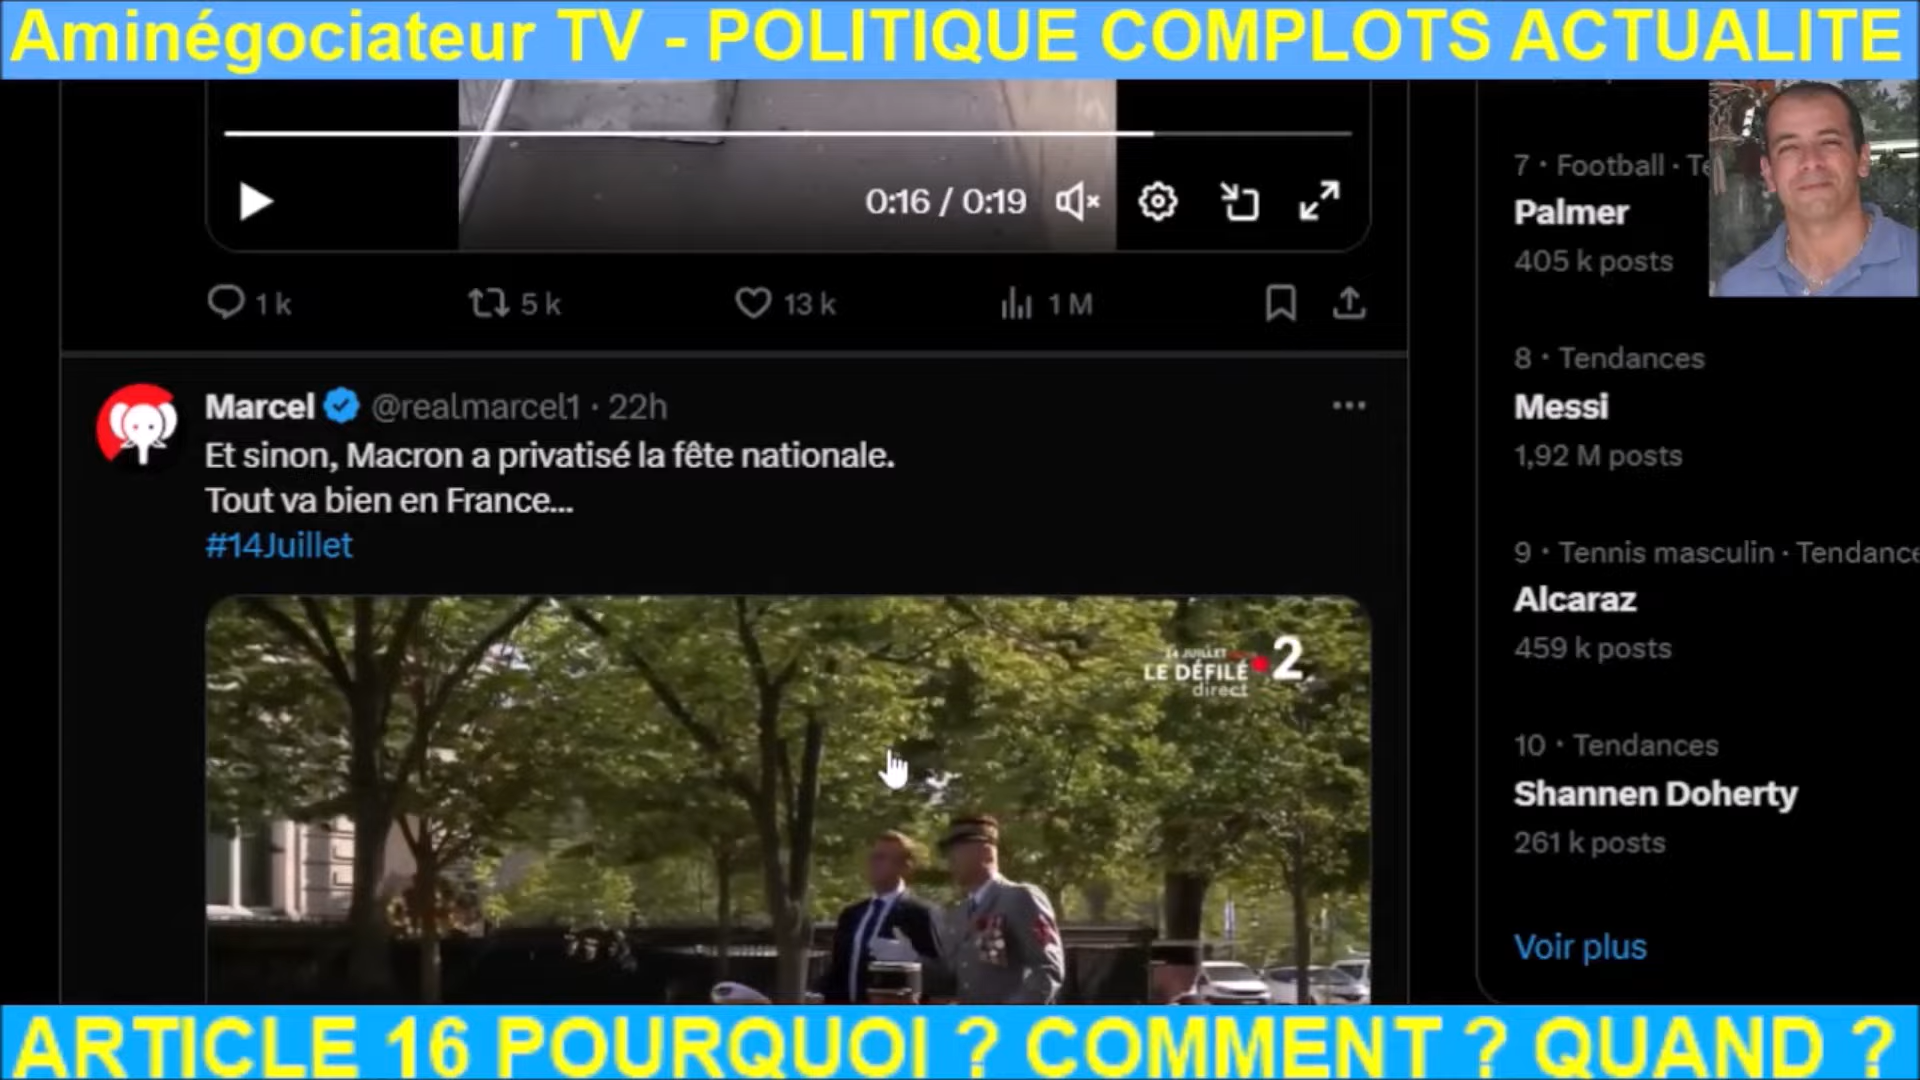 Aminégociateur TV - POLITIQUE COMPLOTS ACTUALITE
0:16 / 0:19
1 k
5 k
13 k
1 M
Marcel @realmarcel1 · 22h
Et sinon, Macron a privatisé la fête nationale.
Tout va bien en France...
#14Juillet
14 JUILLET
LE DÉFILÉ 2
direct
7 · Football ·
Palmer
405 k posts
8 · Tendances
Messi
1,92 M posts
9 · Tennis masculin · Tendance
Alcaraz
459 k posts
10 · Tendances
Shannen Doherty
261 k posts
Voir plus
ARTICLE 16 POURQUOI ? COMMENT ? QUAND ?